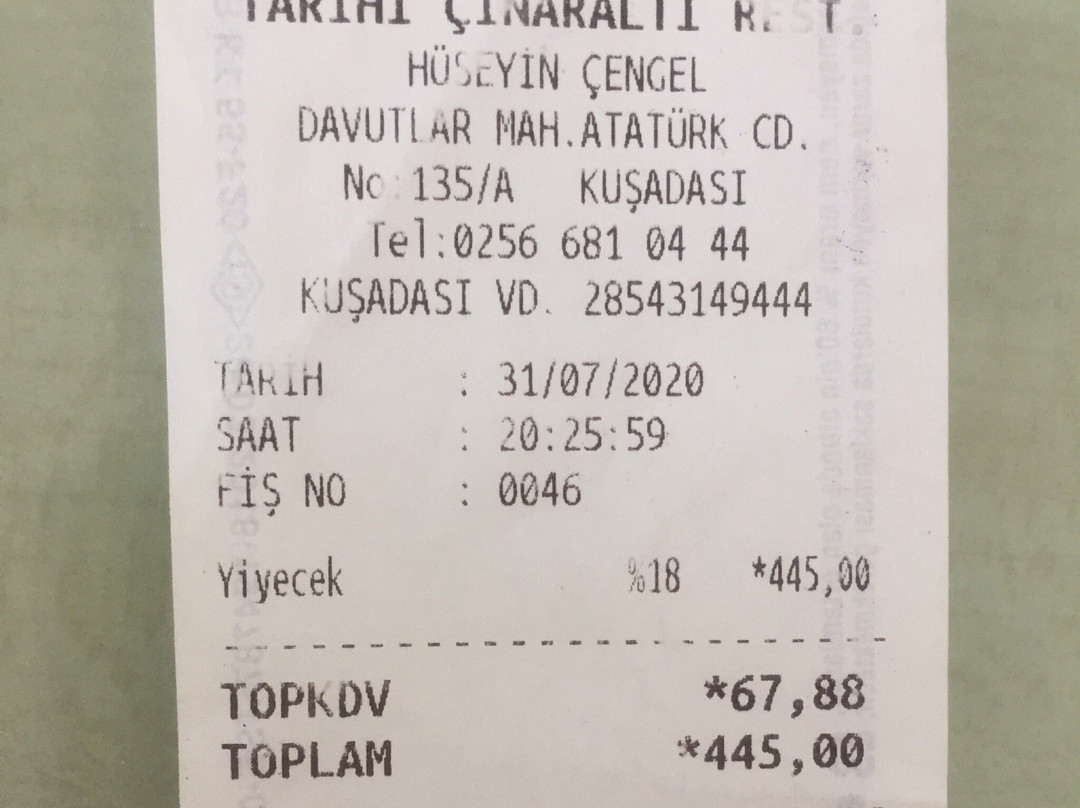 TARİHİ ÇINARALTI REST
HÜSEYİN ÇENGEL
DAVUTLAR MAH.ATATÜRK CD.
No:135/A KUŞADASI
Tel:0256 681 04 44
KUŞADASI VD. 28543149444
TARİH : 31/07/2020
SAAT : 20:25:59
FİŞ NO : 0046
Yiyecek %18 *445,00
TOPKDV *67,88
TOPLAM *445,00